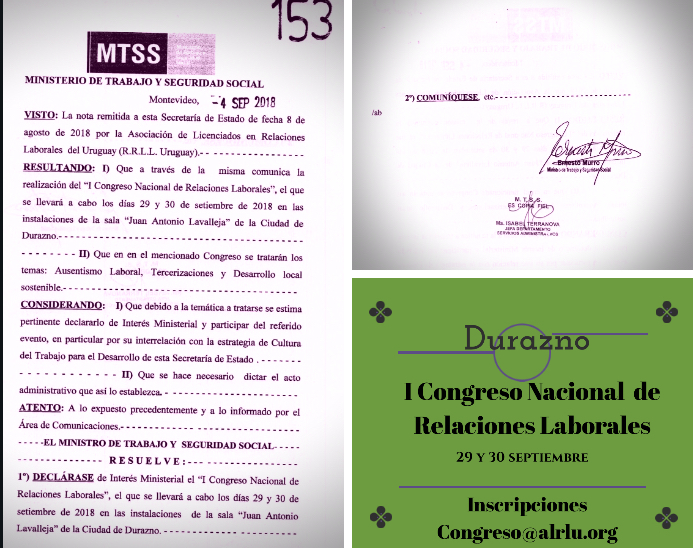 153
MTSS
MINISTERIO DE TRABAJO Y SEGURIDAD SOCIAL
Montevideo, -4 SEP 2018
VISTO: La nota remitida a esta Secretaría de Estado de fecha 8 de
agosto de 2018 por la Asociación de Licenciados en Relaciones
Laborales del Uruguay (R.R.L.L. Uruguay).- - - - - - - - - - - - - - - -
RESULTANDO: I) Que a través de la misma comunica la
realización del “I Congreso Nacional de Relaciones Laborales”, el que
se llevará a cabo los días 29 y 30 de setiembre de 2018 en las
instalaciones de la sala “Juan Antonio Lavalleja” de la Ciudad de
Durazno.- - - - - - - - - - - - - - - - - - - - - - - - - - - - - - - - -
- - - - - - - - II) Que en en el mencionado Congreso se tratarán los
temas: Ausentismo Laboral, Tercerizaciones y Desarrollo local
sostenible.- - - - - - - - - - - - - - - - - - - - - - - - - - - - - - - -
CONSIDERANDO: I) Que debido a la temática a tratarse se estima
pertinente declararlo de Interés Ministerial y participar del referido
evento, en particular por su interrelación con la estrategia de Cultura
del Trabajo para el Desarrollo de esta Secretaría de Estado . - - - - - - -
- - - - - - - - - - - - II) Que se hace necesario dictar el acto
administrativo que así lo establezca. - - - - - - - - - - - - - - - - - - -
ATENTO: A lo expuesto precedentemente y a lo informado por el
Área de Comunicaciones.- - - - - - - - - - - - - - - - - - - - - - - - -
- - - - -EL MINISTRO DE TRABAJO Y SEGURIDAD SOCIAL- - - - -
- - - - - - - - - - - - - - R E S U E L V E : - - - - - - - - - - - - - - - -
1º) DECLÁRASE de Interés Ministerial el “I Congreso Nacional de
Relaciones Laborales”, el que se llevará a cabo los días 29 y 30 de
setiembre de 2018 en las instalaciones de la sala “Juan Antonio
Lavalleja” de la Ciudad de Durazno. - - - - - - - - - - - - - - - - - - -
2º) COMUNÍQUESE, etc.- - - - - - - - - - - - - - - - - - - - - - -
/ab
Ernesto Murro
Ministro de Trabajo y Seguridad Social
M. T. S. S.
ES COPIA FIEL
Ma. ISABEL TERRANOVA
JEFA DEPARTAMENTO
SERVICIOS ADMINISTRATIVOS
Durazno
I Congreso Nacional de
Relaciones Laborales
29 Y 30 SEPTIEMBRE
Inscripciones
Congreso@alrlu.org